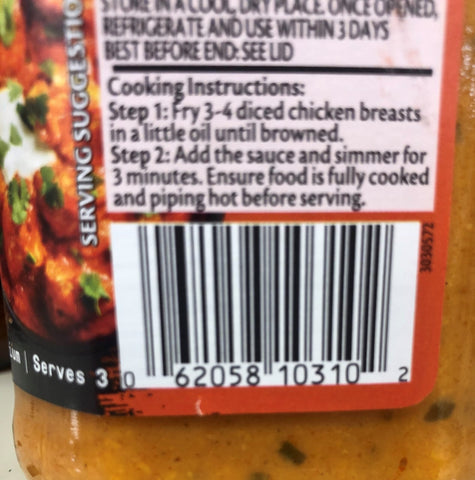 STORE IN A COOL DRY PLACE. ONCE OPENED,
REFRIGERATE AND USE WITHIN 3 DAYS
BEST BEFORE END: SEE LID
Cooking Instructions:
Step 1: Fry 3-4 diced chicken breasts
in a little oil until browned.
Step 2: Add the sauce and simmer for
3 minutes. Ensure food is fully cooked
and piping hot before serving.
SERVING SUGGESTIO
3030572
| Serves 3
0 62058 10310 2